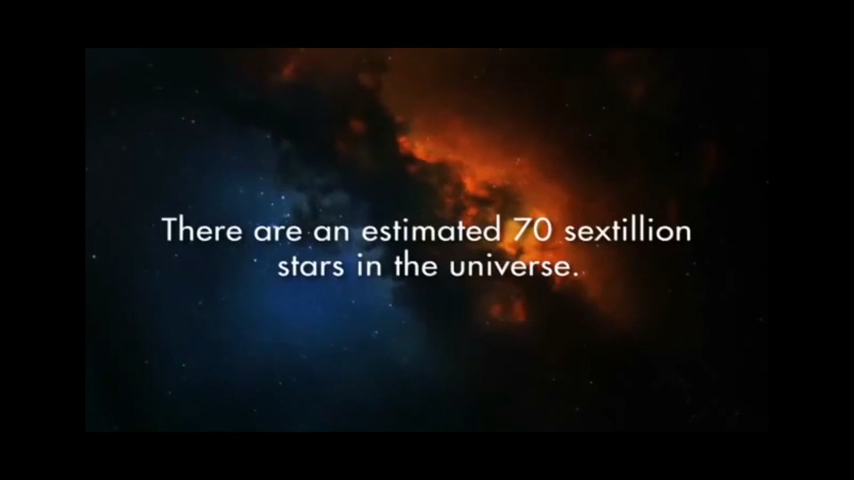 There are an estimated 70 sextillion
stars in the universe.